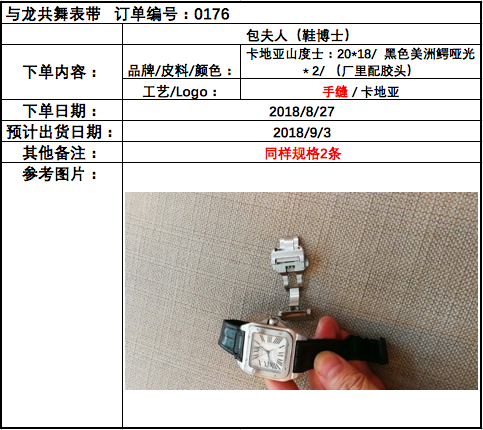 与龙共舞表带 订单编号：0176
包夫人（鞋博士）
下单内容：
品牌/皮料/颜色：
卡地亚山度士：20*18/ 黑色美洲鳄哑光
* 2/ （厂里配胶头）
工艺/Logo：
手缝 / 卡地亚
下单日期：
2018/8/27
预计出货日期：
2018/9/3
其他备注：
同样规格2条
参考图片：